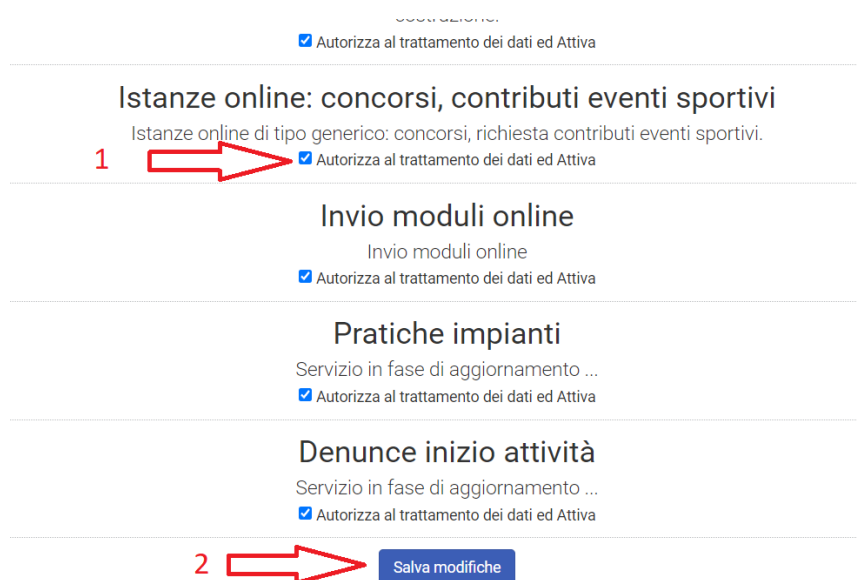 Autorizza al trattamento dei dati ed Attiva
Istanze online: concorsi, contributi eventi sportivi
Istanze online di tipo generico: concorsi, richiesta contributi eventi sportivi.
1
Autorizza al trattamento dei dati ed Attiva
Invio moduli online
Invio moduli online
Autorizza al trattamento dei dati ed Attiva
Pratiche impianti
Servizio in fase di aggiornamento ...
Autorizza al trattamento dei dati ed Attiva
Denunce inizio attività
Servizio in fase di aggiornamento ...
Autorizza al trattamento dei dati ed Attiva
2
Salva modifiche